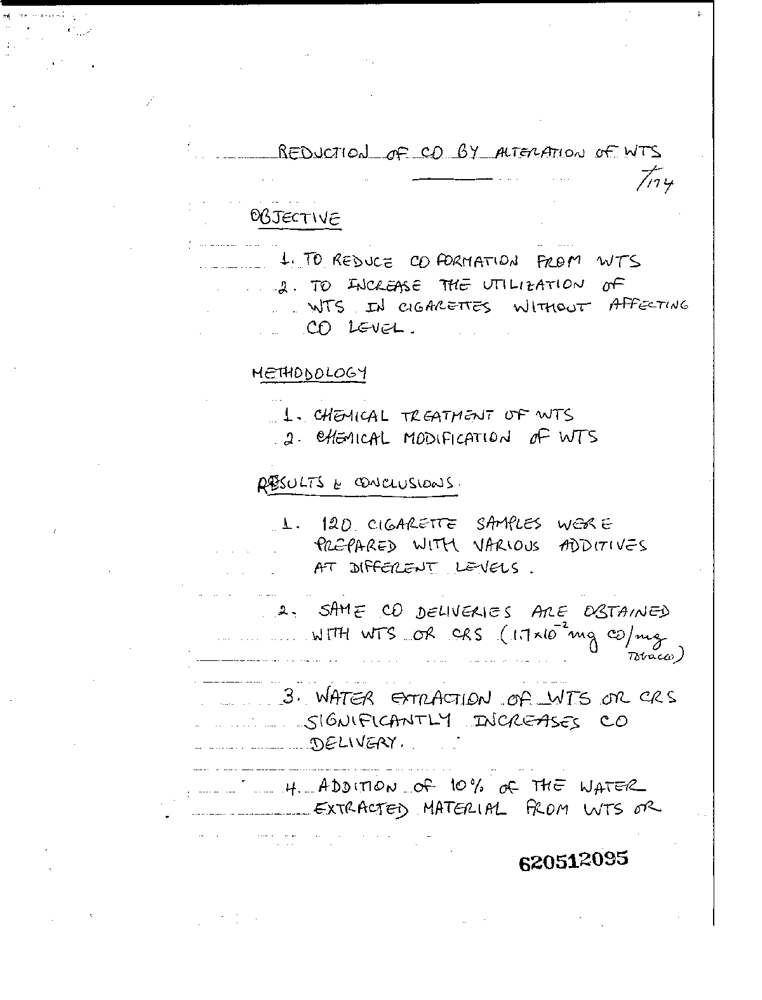 REDUCTION OF CO BY ALTERATION OF WTS
/174
OBJECTIVE
1. TO REDUCE CO FORMATION FROM WTS
2. TO INCREASE THE UTILIZATION OF
WTS IN CIGARETTES WITHOUT AFFECTING
CO LEVEL.
METHODOLOGY
1. CHEMICAL TREATMENT OF WTS
2. CHEMICAL MODIFICATION OF WTS
RESULTS & CONCLUSIONS.
1. 120 CIGARETTE SAMPLES WERE
PREPARED WITH VARIOUS ADDITIVES
AT DIFFERENT LEVELS.
2. SAME CO DELIVERIES ARE OBTAINED
WITH WTS OR CRS (1.7x10⁻² mg CO/mg
Tobacco)
3. WATER EXTRACTION OF WTS OR CRS
SIGNIFICANTLY INCREASES CO
DELIVERY.
4. ADDITION OF 10% OF THE WATER
EXTRACTED MATERIAL FROM WTS OR
620512095